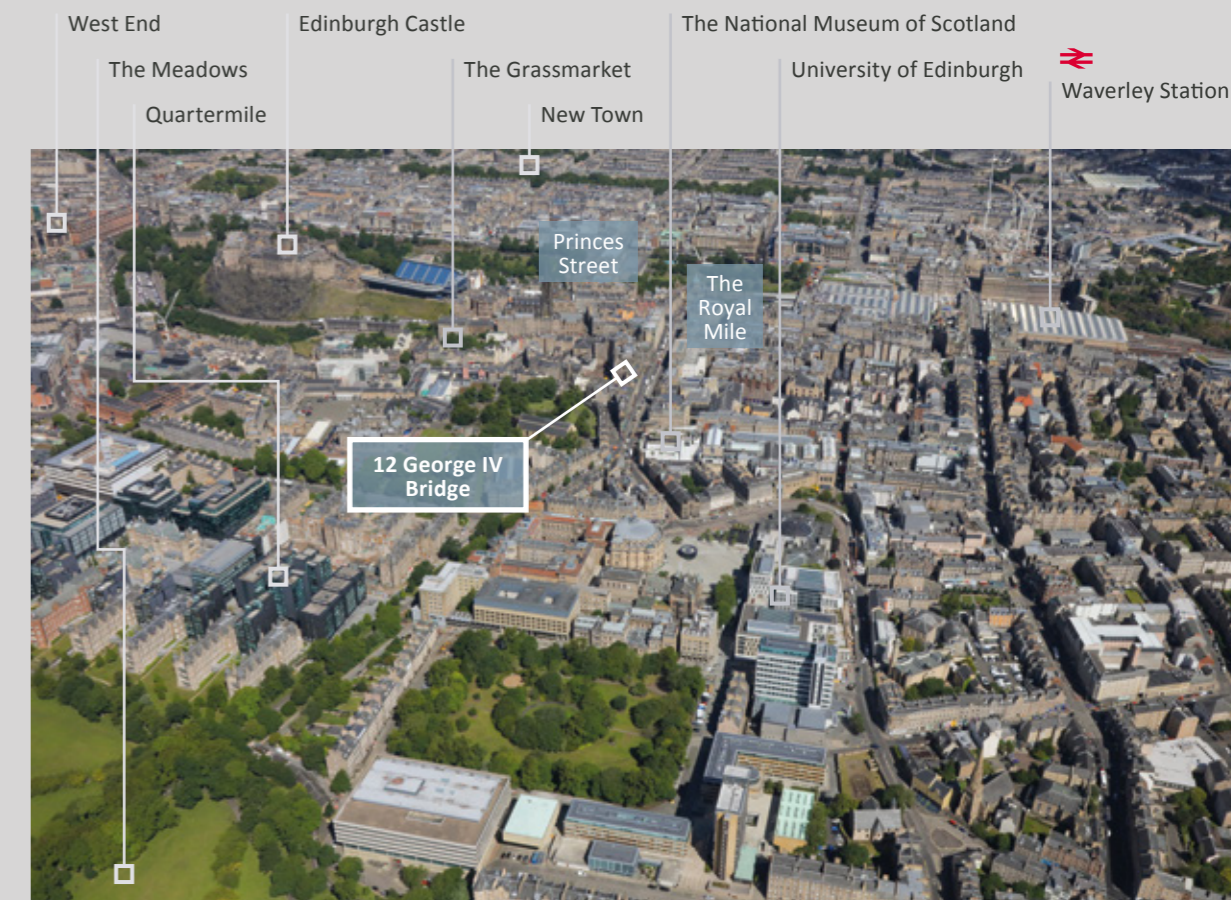 West End
Edinburgh Castle
The National Museum of Scotland
The Meadows
The Grassmarket
University of Edinburgh
Waverley Station
Quartermile
New Town
Princes
Street
The
Royal
Mile
12 George IV
Bridge